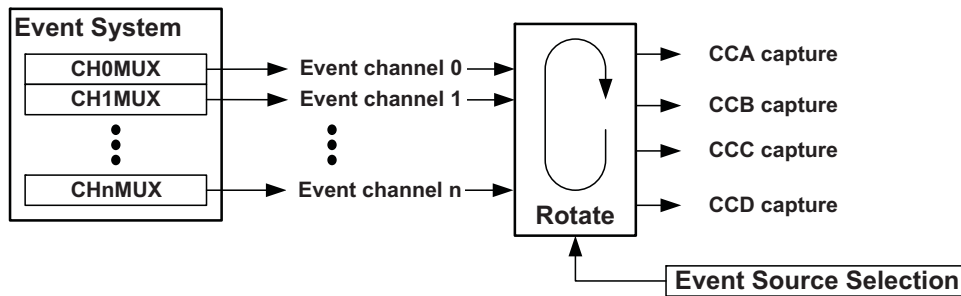 Event System
CH0MUX
Event channel 0
CCA capture
CH1MUX
Event channel 1
CCB capture
CCC capture
CHnMUX
Event channel n
CCD capture
Rotate
Event Source Selection